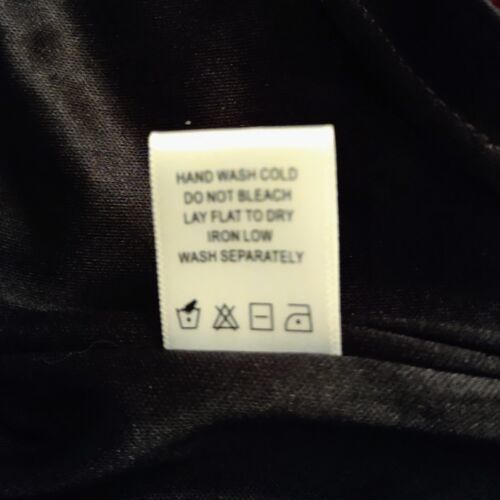 HAND WASH COLD
DO NOT BLEACH
LAY FLAT TO DRY
IRON LOW
WASH SEPARATELY